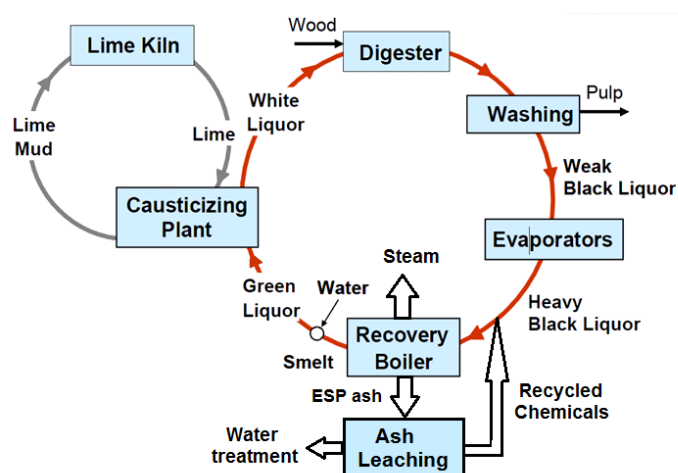 Wood
Lime Kiln
Digester
Pulp
White
Liquor
Washing
Lime
Mud
Lime
Weak
Black Liquor
Causticizing
Plant
Evaporators
Steam
Green
Liquor
Water
Heavy
Black Liquor
Smelt
Recovery
Boiler
ESP ash
Recycled
Chemicals
Water
treatment
Ash
Leaching